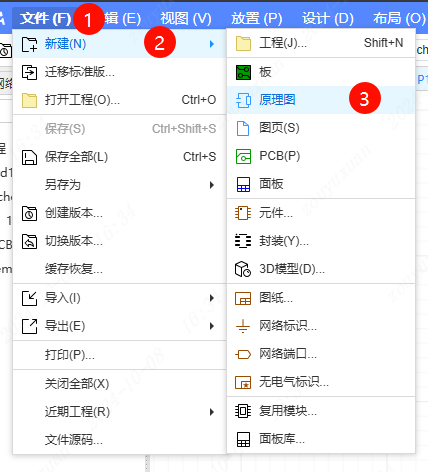 文件 (F) 1 编辑 (E) 视图 (V) 放置 (P) 设计 (D) 布局 (O)
新建(N) 2
迁移标准版...
打开工程(O)... Ctrl+O
保存(S) Ctrl+Shift+S
保存全部(L) Ctrl+S
另存为
创建版本...
切换版本...
缓存恢复...
导入(I)
导出(E)
打印(P)...
关闭全部(X)
近期工程(R)
文件源码...
工程(J)... Shift+N
板
原理图 3
图页(S)
PCB(P)
面板
元件...
封装(Y)...
3D模型(D)...
图纸...
网络标识...
网络端口...
无电气标识...
复用模块...
面板库...